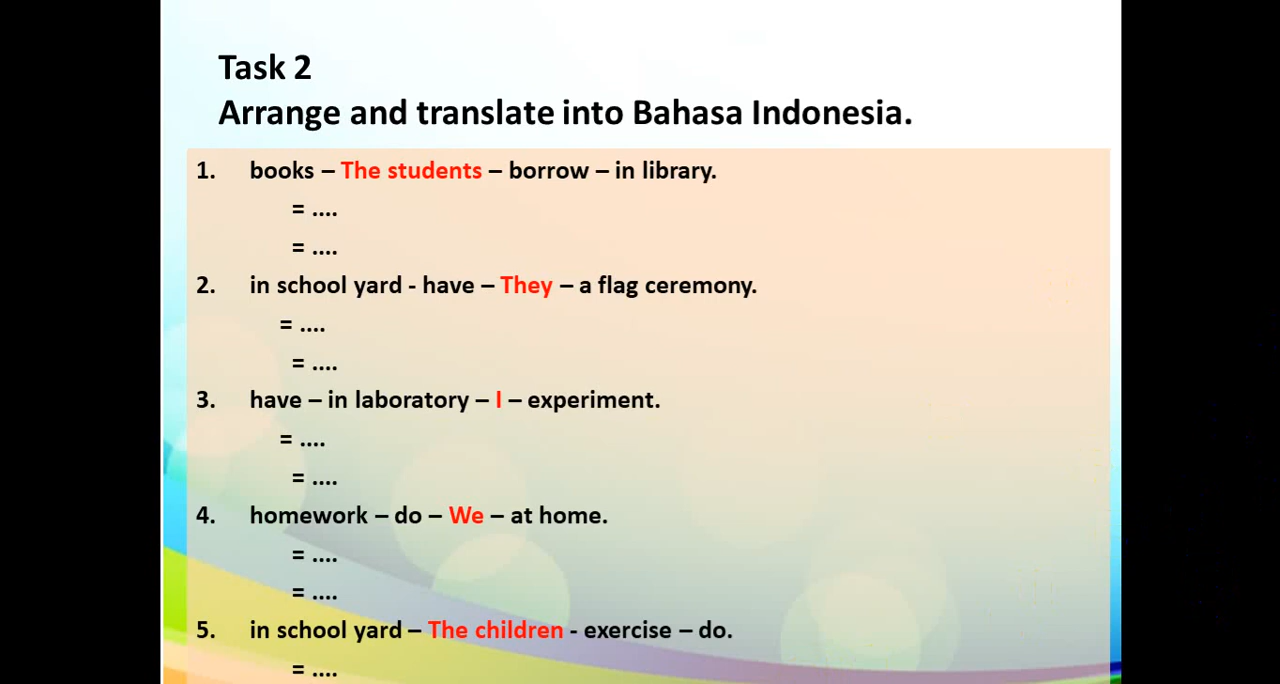 Task 2
Arrange and translate into Bahasa Indonesia.
1. books – The students – borrow – in library.
= ....
= ....
2. in school yard - have – They – a flag ceremony.
= ....
= ....
3. have – in laboratory – I – experiment.
= ....
= ....
4. homework – do – We – at home.
= ....
= ....
5. in school yard – The children - exercise – do.
= ....